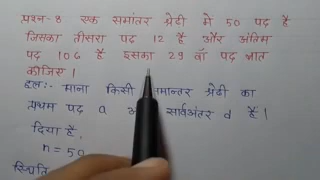 प्रश्न-8 एक समांतर श्रेढी मे 50 पद है
जिसका तीसरा पद 12 है और अंतिम
पद 106 है इसका 29 वाँ पद ज्ञात
कीजिए।
हल:- माना किसी समान्तर श्रेढी का
प्रथम पद a सार्वअंतर d है।
दिया है,
n = 50